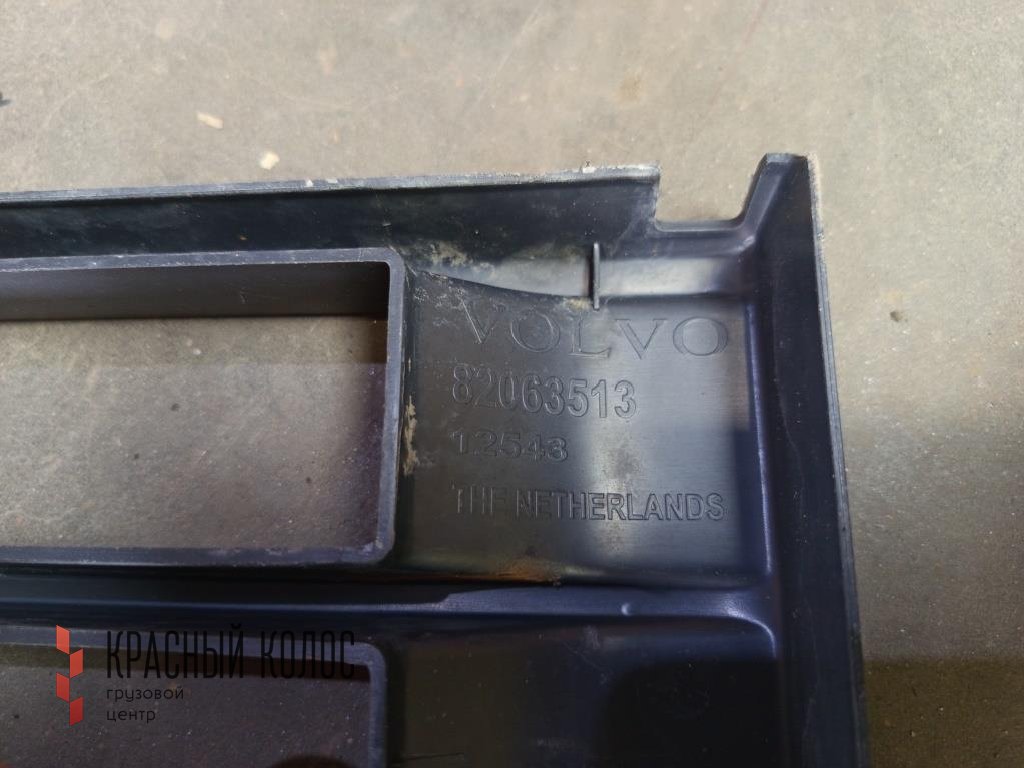 VOLVO
82063513
12543
THE NETHERLANDS
КРАСНЫЙ КОЛОС
грузовой
центр